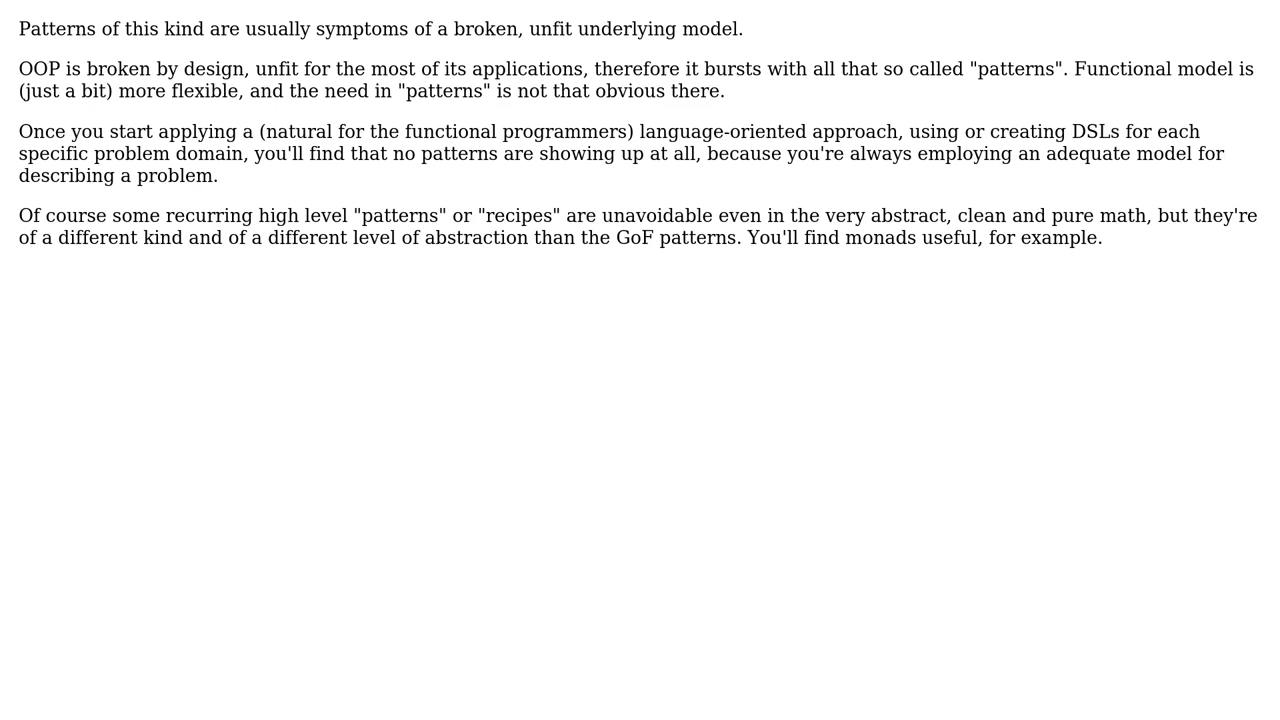 Patterns of this kind are usually symptoms of a broken, unfit underlying model.
OOP is broken by design, unfit for the most of its applications, therefore it bursts with all that so called "patterns". Functional model is
(just a bit) more flexible, and the need in "patterns" is not that obvious there.
Once you start applying a (natural for the functional programmers) language-oriented approach, using or creating DSLs for each
specific problem domain, you'll find that no patterns are showing up at all, because you're always employing an adequate model for
describing a problem.
Of course some recurring high level "patterns" or "recipes" are unavoidable even in the very abstract, clean and pure math, but they're
of a different kind and of a different level of abstraction than the GoF patterns. You'll find monads useful, for example.